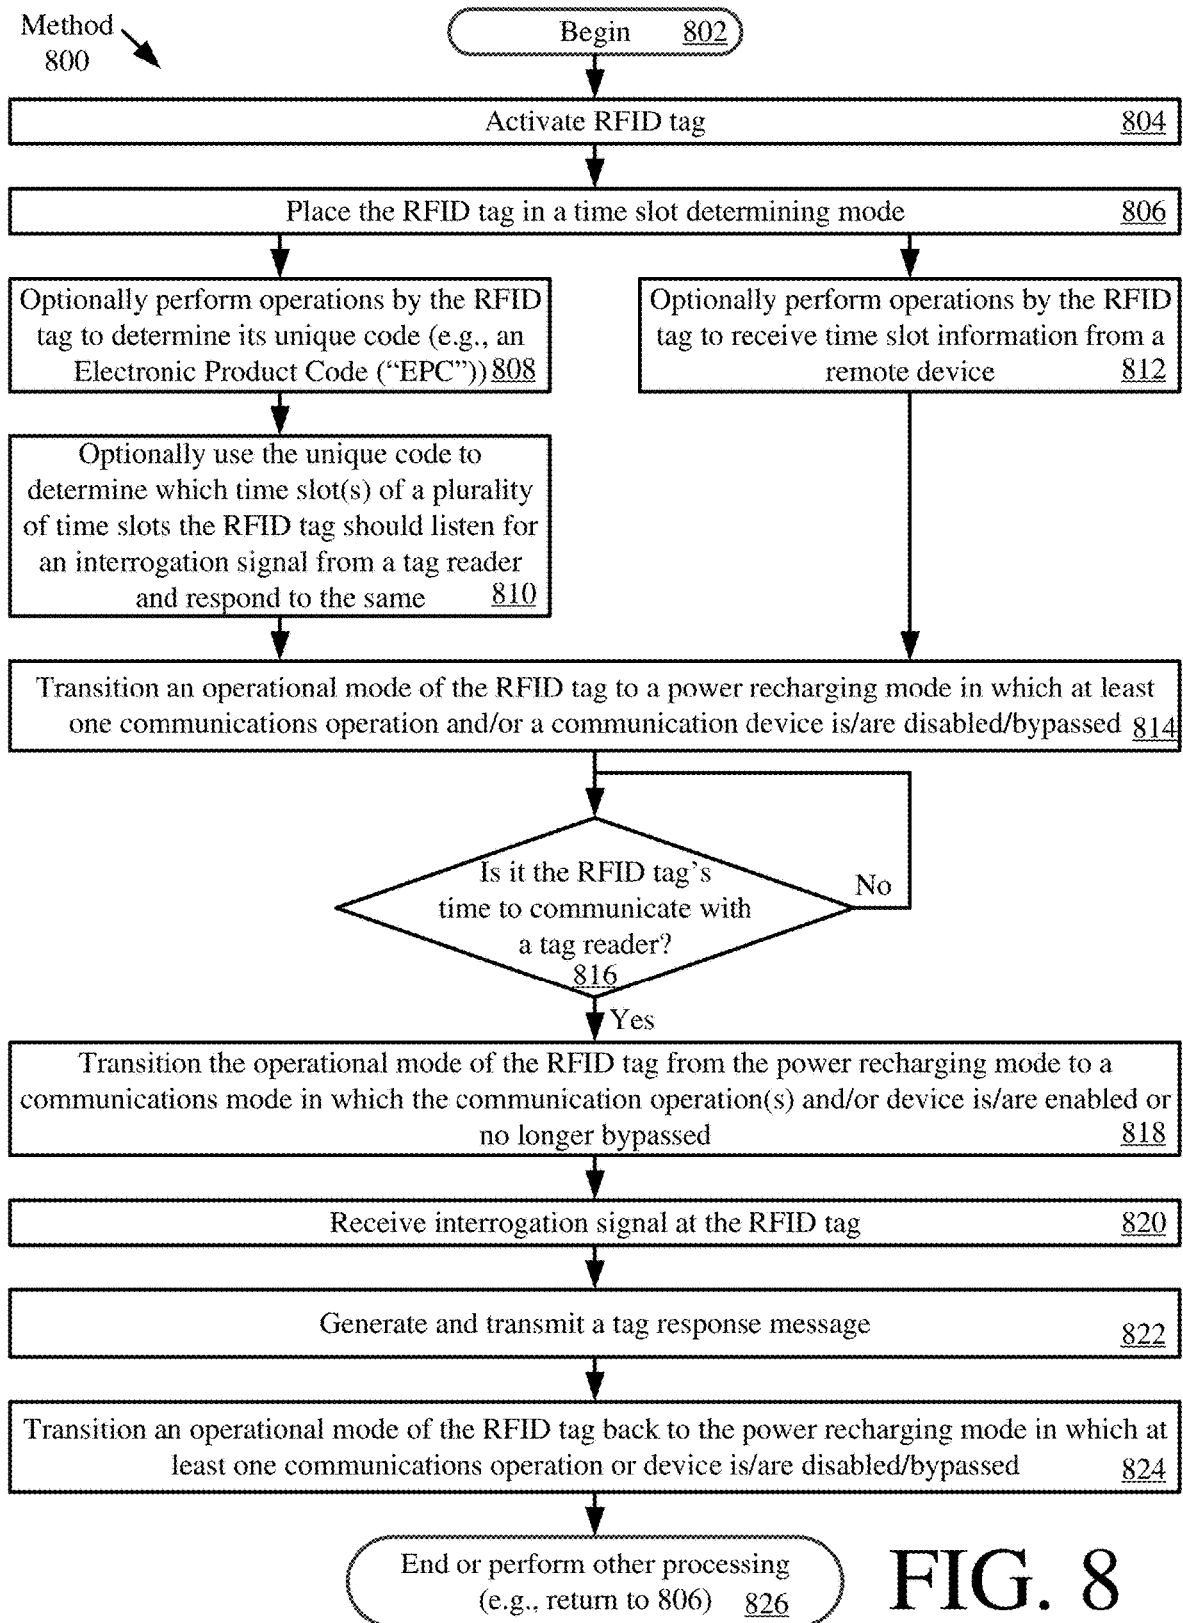 Method
800
Begin 802
Activate RFID tag 804
Place the RFID tag in a time slot determining mode 806
Optionally perform operations by the RFID
tag to determine its unique code (e.g., an
Electronic Product Code (“EPC”)) 808
Optionally perform operations by the RFID
tag to receive time slot information from a
remote device 812
Optionally use the unique code to
determine which time slot(s) of a plurality
of time slots the RFID tag should listen for
an interrogation signal from a tag reader
and respond to the same 810
Transition an operational mode of the RFID tag to a power recharging mode in which at least
one communications operation and/or a communication device is/are disabled/bypassed 814
Is it the RFID tag’s
time to communicate with
a tag reader?
816
No
Yes
Transition the operational mode of the RFID tag from the power recharging mode to a
communications mode in which the communication operation(s) and/or device is/are enabled or
no longer bypassed 818
Receive interrogation signal at the RFID tag 820
Generate and transmit a tag response message 822
Transition an operational mode of the RFID tag back to the power recharging mode in which at
least one communications operation or device is/are disabled/bypassed 824
End or perform other processing
(e.g., return to 806) 826
FIG. 8